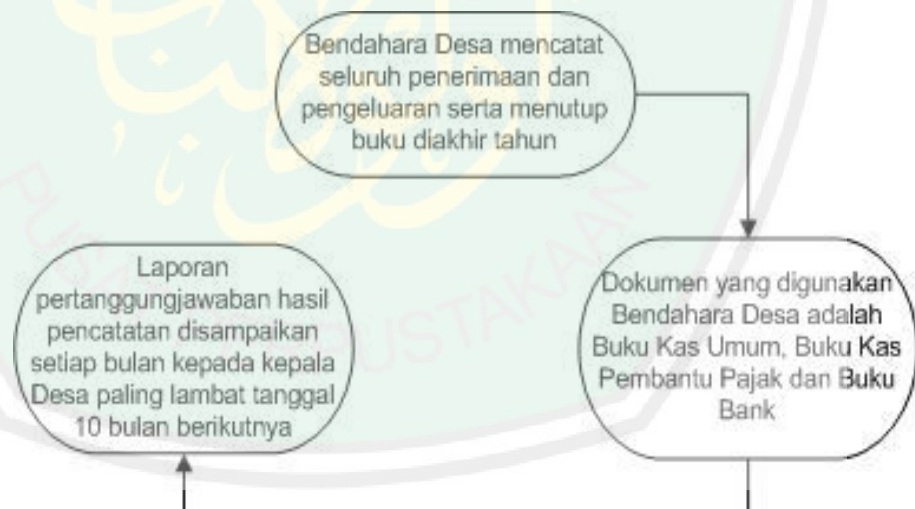 Bendahara Desa mencatat
seluruh penerimaan dan
pengeluaran serta menutup
buku diakhir tahun
Dokumen yang digunakan
Bendahara Desa adalah
Buku Kas Umum, Buku Kas
Pembantu Pajak dan Buku
Bank
Laporan
pertanggungjawaban hasil
pencatatan disampaikan
setiap bulan kepada kepala
Desa paling lambat tanggal
10 bulan berikutnya